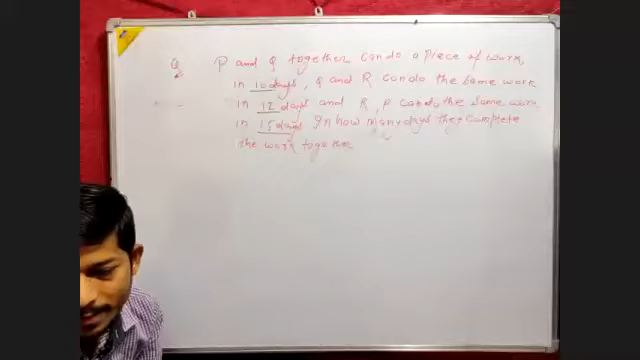 Q P and Q together can do a piece of work,
in 10 days, Q and R can do the same work
in 12 days and R, P can do the same work
in 15 days In how many days they complete
the work together